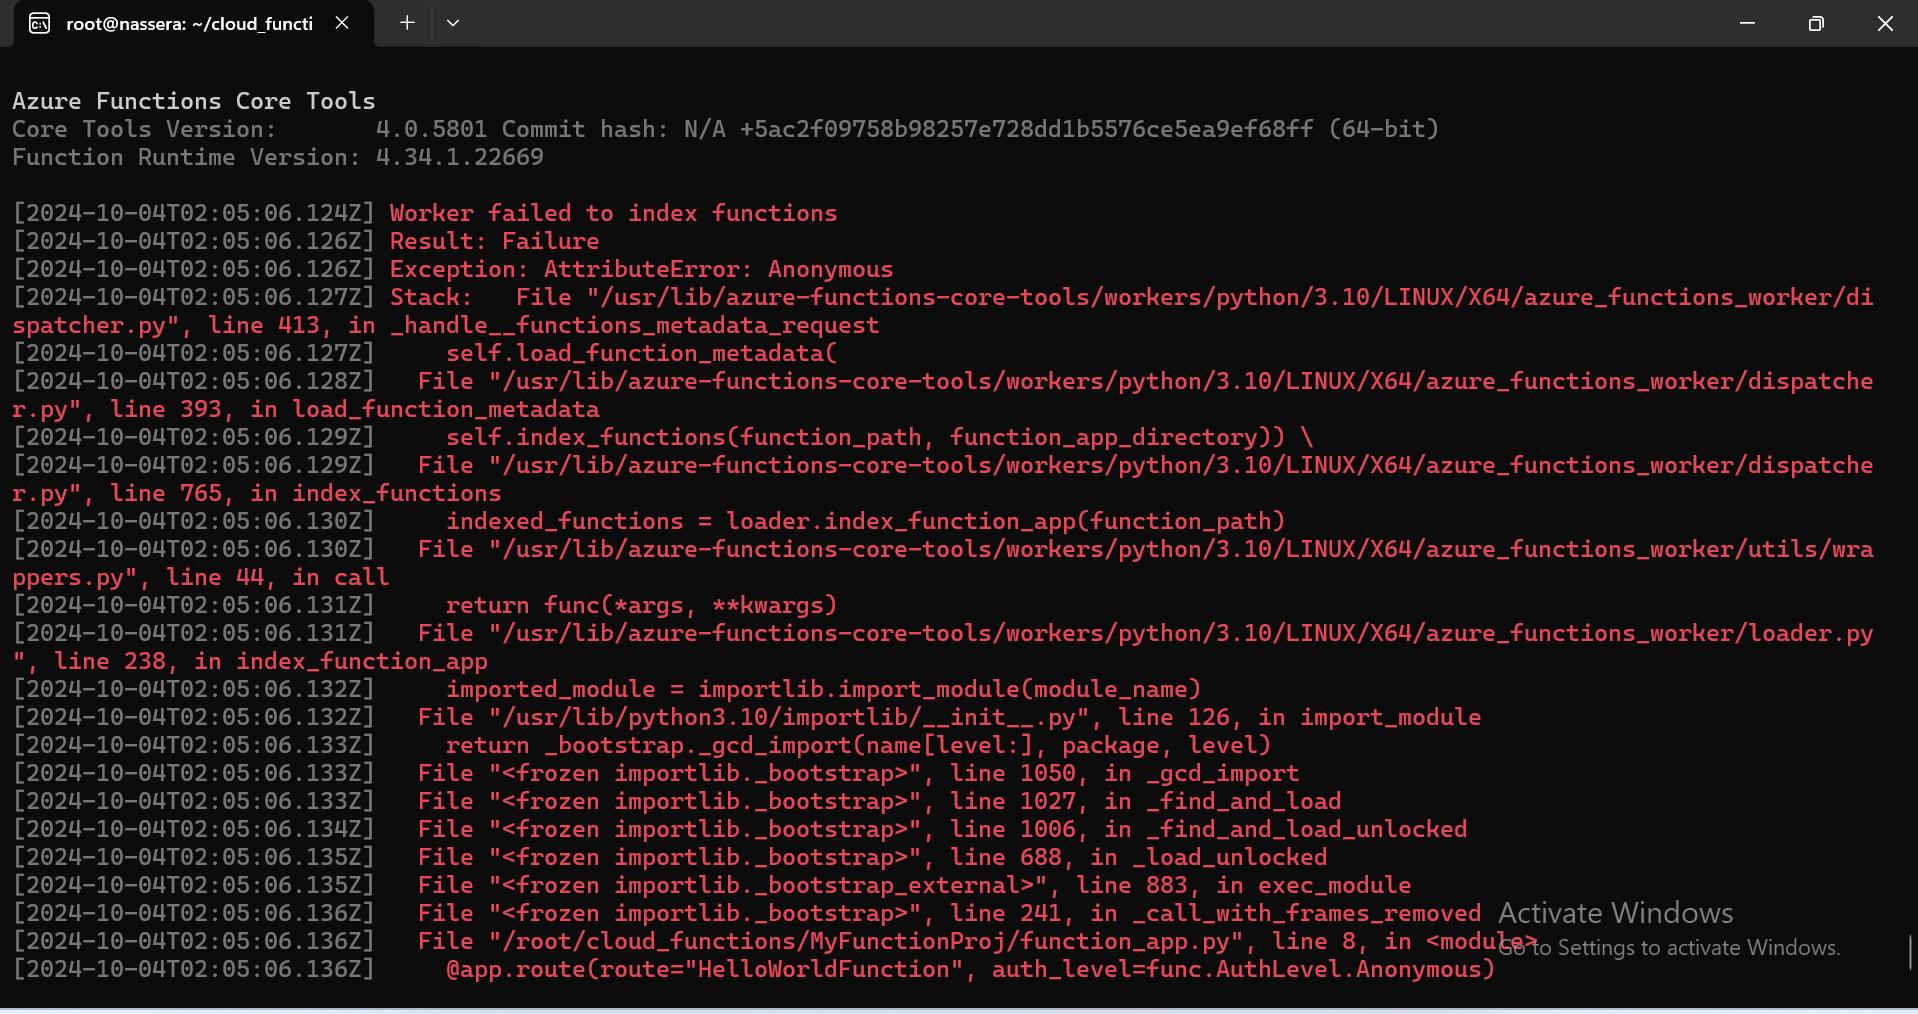 root@nassera: ~/cloud_functi
Azure Functions Core Tools
Core Tools Version:       4.0.5801 Commit hash: N/A +5ac2f09758b98257e728dd1b5576ce5ea9ef68ff (64-bit)
Function Runtime Version: 4.34.1.22669
[2024-10-04T02:05:06.124Z] Worker failed to index functions
[2024-10-04T02:05:06.126Z] Result: Failure
[2024-10-04T02:05:06.126Z] Exception: AttributeError: Anonymous
[2024-10-04T02:05:06.127Z] Stack:   File "/usr/lib/azure-functions-core-tools/workers/python/3.10/LINUX/X64/azure_functions_worker/di
spatcher.py", line 413, in _handle__functions_metadata_request
[2024-10-04T02:05:06.127Z]     self.load_function_metadata(
[2024-10-04T02:05:06.128Z]   File "/usr/lib/azure-functions-core-tools/workers/python/3.10/LINUX/X64/azure_functions_worker/dispatche
r.py", line 393, in load_function_metadata
[2024-10-04T02:05:06.129Z]     self.index_functions(function_path, function_app_directory)) \
[2024-10-04T02:05:06.129Z]   File "/usr/lib/azure-functions-core-tools/workers/python/3.10/LINUX/X64/azure_functions_worker/dispatche
r.py", line 765, in index_functions
[2024-10-04T02:05:06.130Z]     indexed_functions = loader.index_function_app(function_path)
[2024-10-04T02:05:06.130Z]   File "/usr/lib/azure-functions-core-tools/workers/python/3.10/LINUX/X64/azure_functions_worker/utils/wra
ppers.py", line 44, in call
[2024-10-04T02:05:06.131Z]     return func(*args, **kwargs)
[2024-10-04T02:05:06.131Z]   File "/usr/lib/azure-functions-core-tools/workers/python/3.10/LINUX/X64/azure_functions_worker/loader.py
", line 238, in index_function_app
[2024-10-04T02:05:06.132Z]     imported_module = importlib.import_module(module_name)
[2024-10-04T02:05:06.132Z]   File "/usr/lib/python3.10/importlib/__init__.py", line 126, in import_module
[2024-10-04T02:05:06.133Z]     return _bootstrap._gcd_import(name[level:], package, level)
[2024-10-04T02:05:06.133Z]   File "<frozen importlib._bootstrap>", line 1050, in _gcd_import
[2024-10-04T02:05:06.133Z]   File "<frozen importlib._bootstrap>", line 1027, in _find_and_load
[2024-10-04T02:05:06.134Z]   File "<frozen importlib._bootstrap>", line 1006, in _find_and_load_unlocked
[2024-10-04T02:05:06.135Z]   File "<frozen importlib._bootstrap>", line 688, in _load_unlocked
[2024-10-04T02:05:06.135Z]   File "<frozen importlib._bootstrap_external>", line 883, in exec_module
[2024-10-04T02:05:06.136Z]   File "<frozen importlib._bootstrap>", line 241, in _call_with_frames_removed
[2024-10-04T02:05:06.136Z]   File "/root/cloud_functions/MyFunctionProj/function_app.py", line 8, in <module>
[2024-10-04T02:05:06.136Z]     @app.route(route="HelloWorldFunction", auth_level=func.AuthLevel.Anonymous)
Activate Windows
Go to Settings to activate Windows.